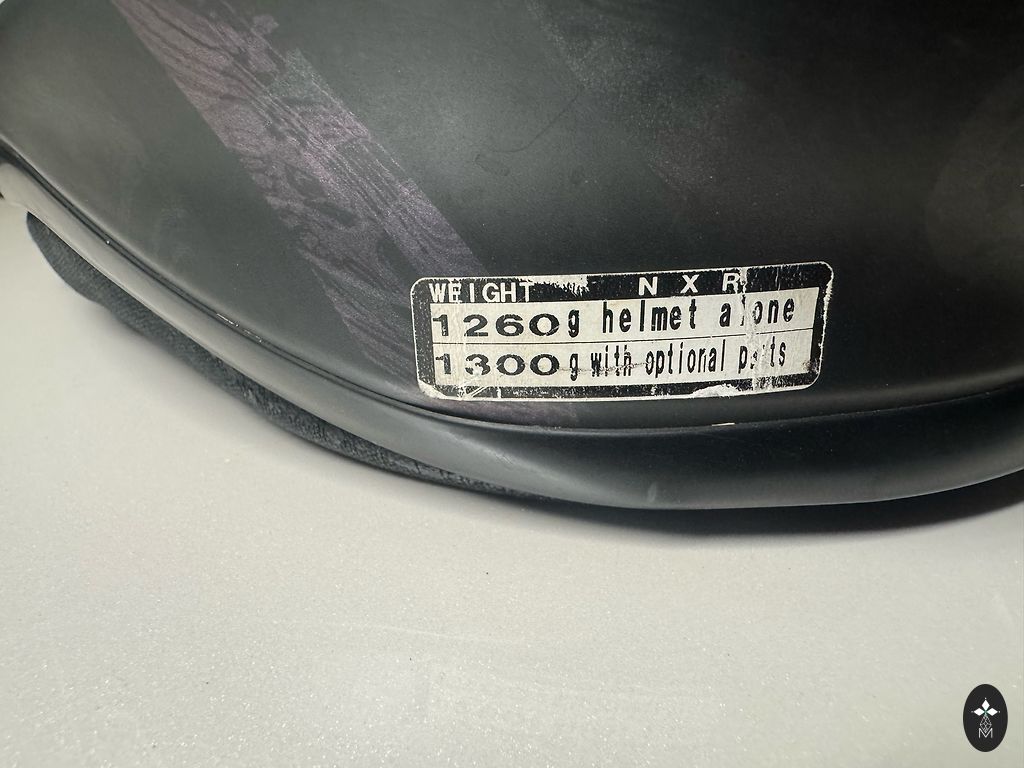 WEIGHT NXR
1260g helmet alone
1300g with optional parts
M